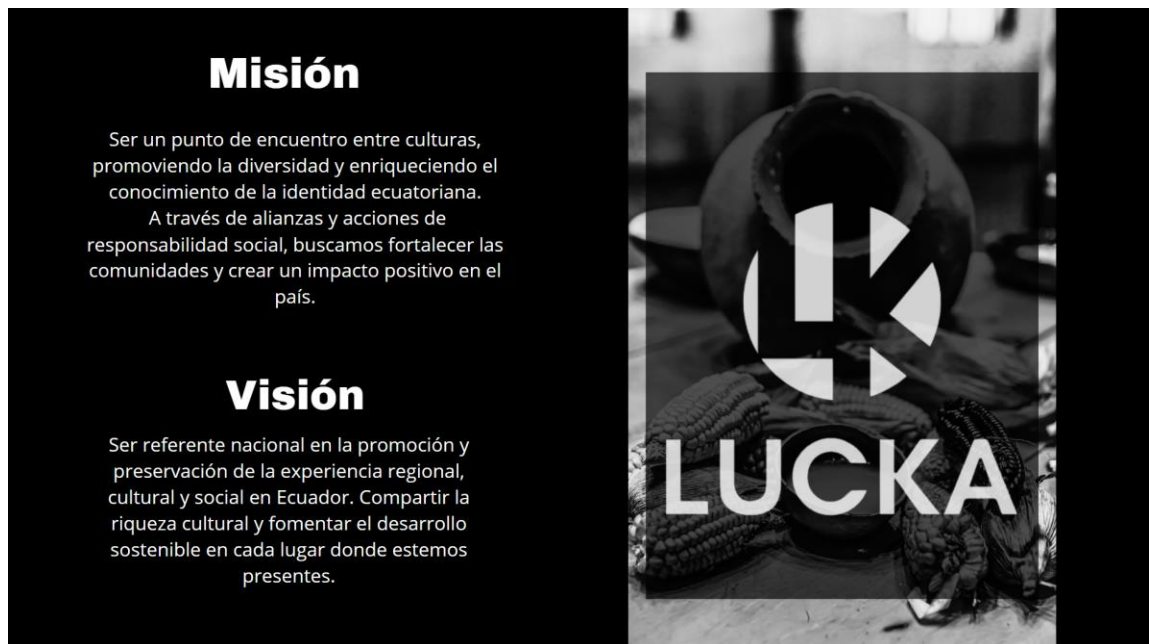 Misión
Ser un punto de encuentro entre culturas,
promoviendo la diversidad y enriqueciendo el
conocimiento de la identidad ecuatoriana.
A través de alianzas y acciones de
responsabilidad social, buscamos fortalecer las
comunidades y crear un impacto positivo en el
país.
Visión
Ser referente nacional en la promoción y
preservación de la experiencia regional,
cultural y social en Ecuador. Compartir la
riqueza cultural y fomentar el desarrollo
sostenible en cada lugar donde estemos
presentes.
LK
LUCKA